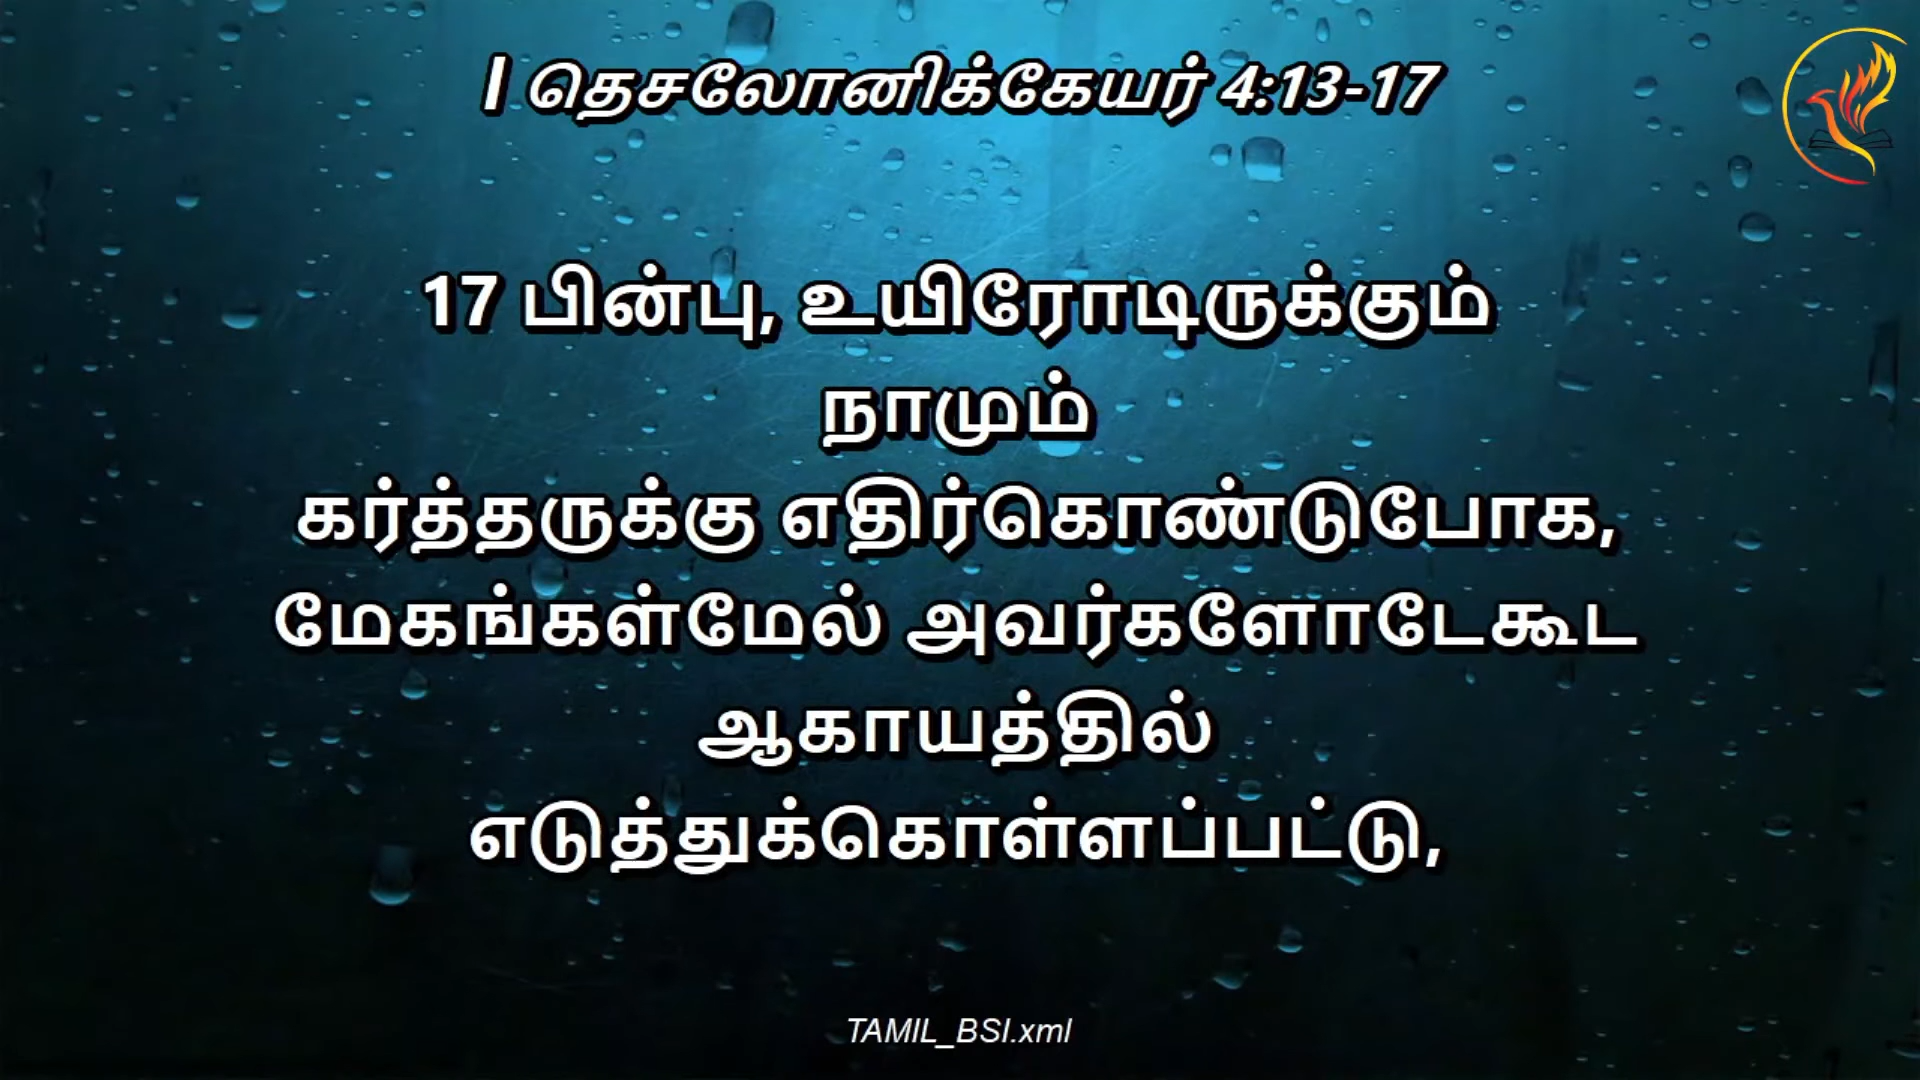 I தெசலோனிக்கேயர் 4:13-17
17 பின்பு, உயிரோடிருக்கும்
நாமும்
கர்த்தருக்கு எதிர்கொண்டுபோக,
மேகங்கள்மேல் அவர்களோடேகூட
ஆகாயத்தில்
எடுத்துக்கொள்ளப்பட்டு,
TAMIL_BSI.xml